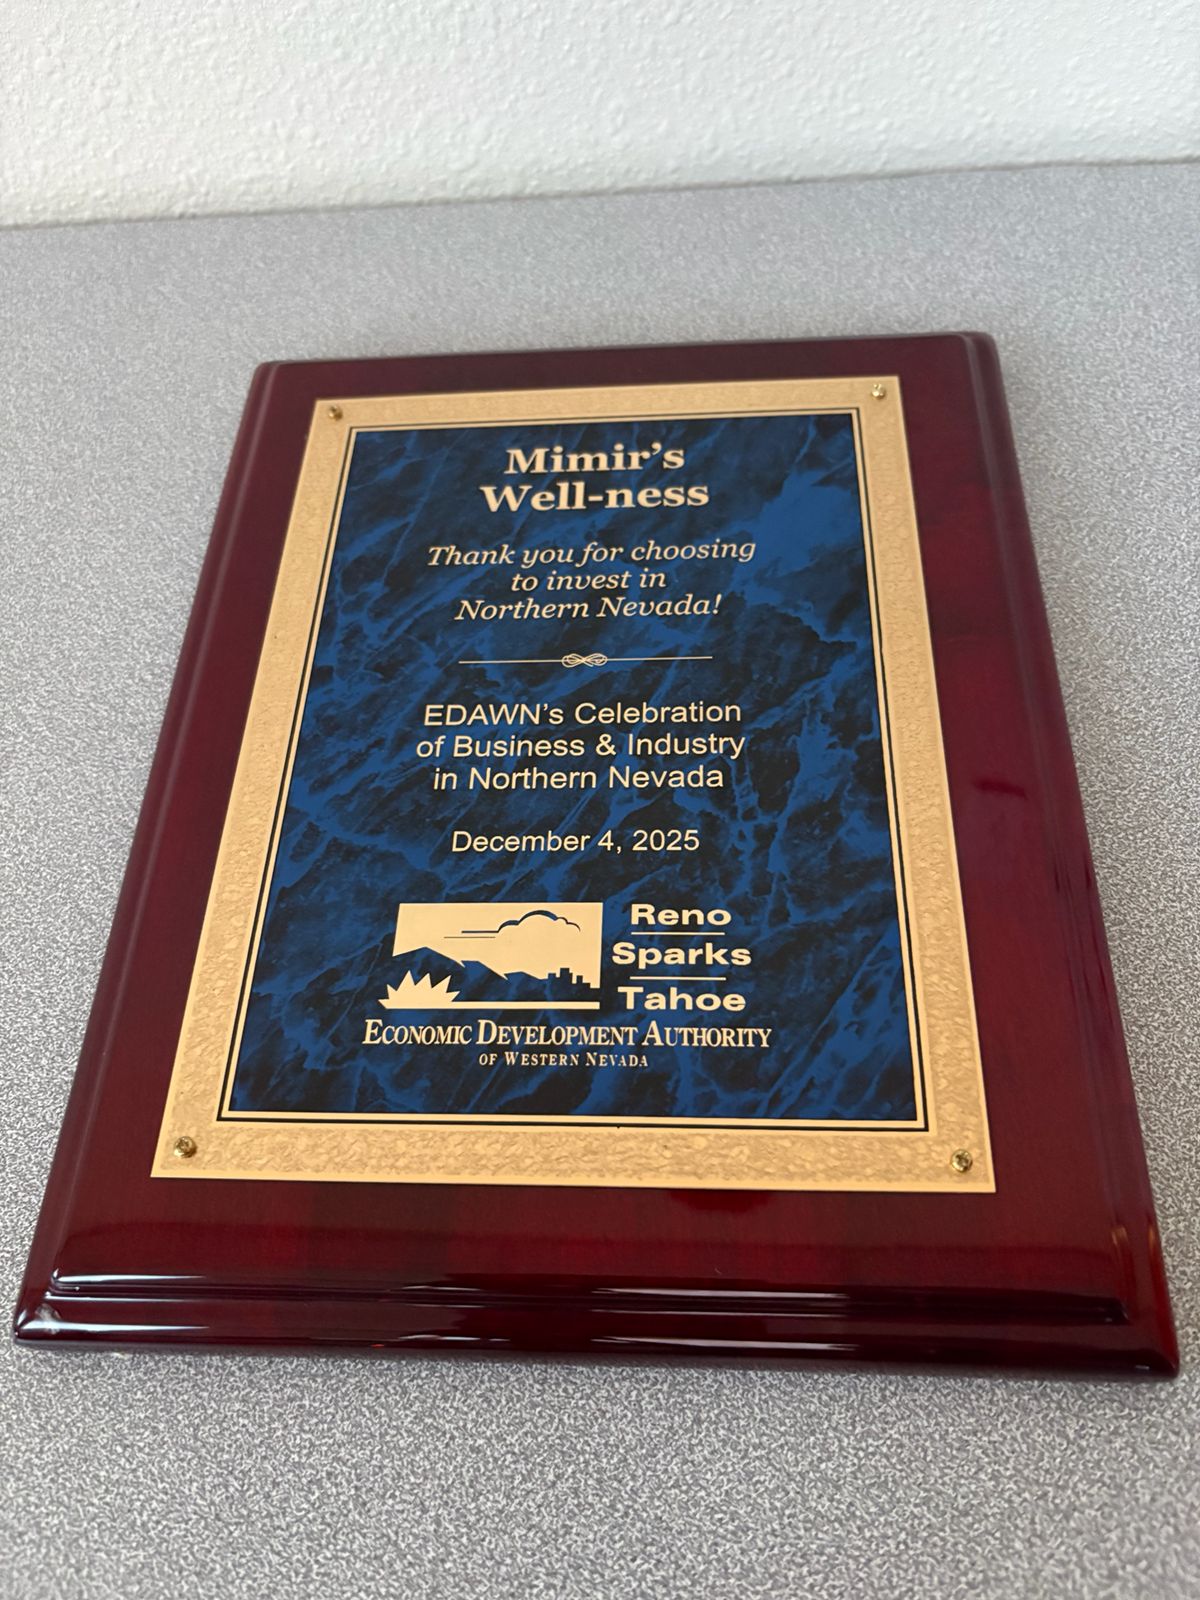 Mimir's
Well-ness
Thank you for choosing
to invest in
Northern Nevada!
EDAWN's Celebration
of Business & Industry
in Northern Nevada
December 4, 2025
Reno
Sparks
Tahoe
ECONOMIC DEVELOPMENT AUTHORITY
OF WESTERN NEVADA